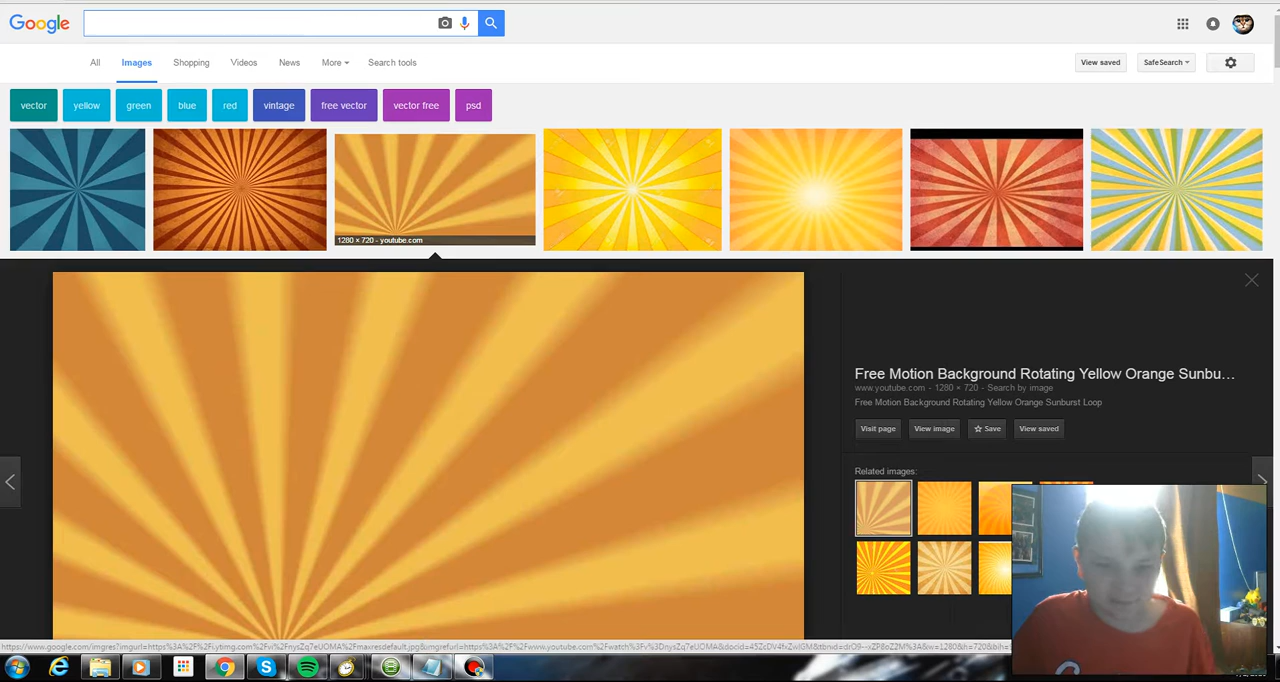 Google
All Images Shopping Videos News More Search tools View saved SafeSearch
vector yellow green blue red vintage free vector vector free psd
1280 × 720 - youtube.com
Free Motion Background Rotating Yellow Orange Sunbu...
www.youtube.com - 1280 × 720 - Search by image
Free Motion Background Rotating Yellow Orange Sunburst Loop
Visit page View image Save View saved
Related images: